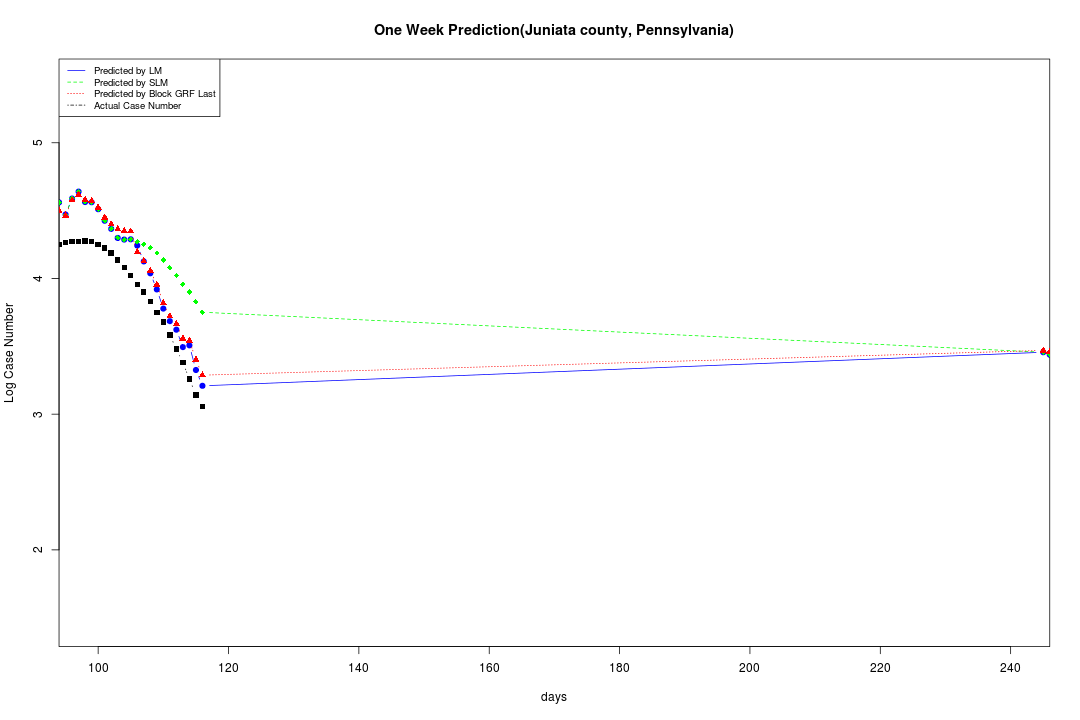 One Week Prediction(Juniata county, Pennsylvania)
Predicted by LM
Predicted by SLM
Predicted by Block GRF Last
Actual Case Number
Log Case Number
5
4
3
2
100 120 140 160 180 200 220 240
days